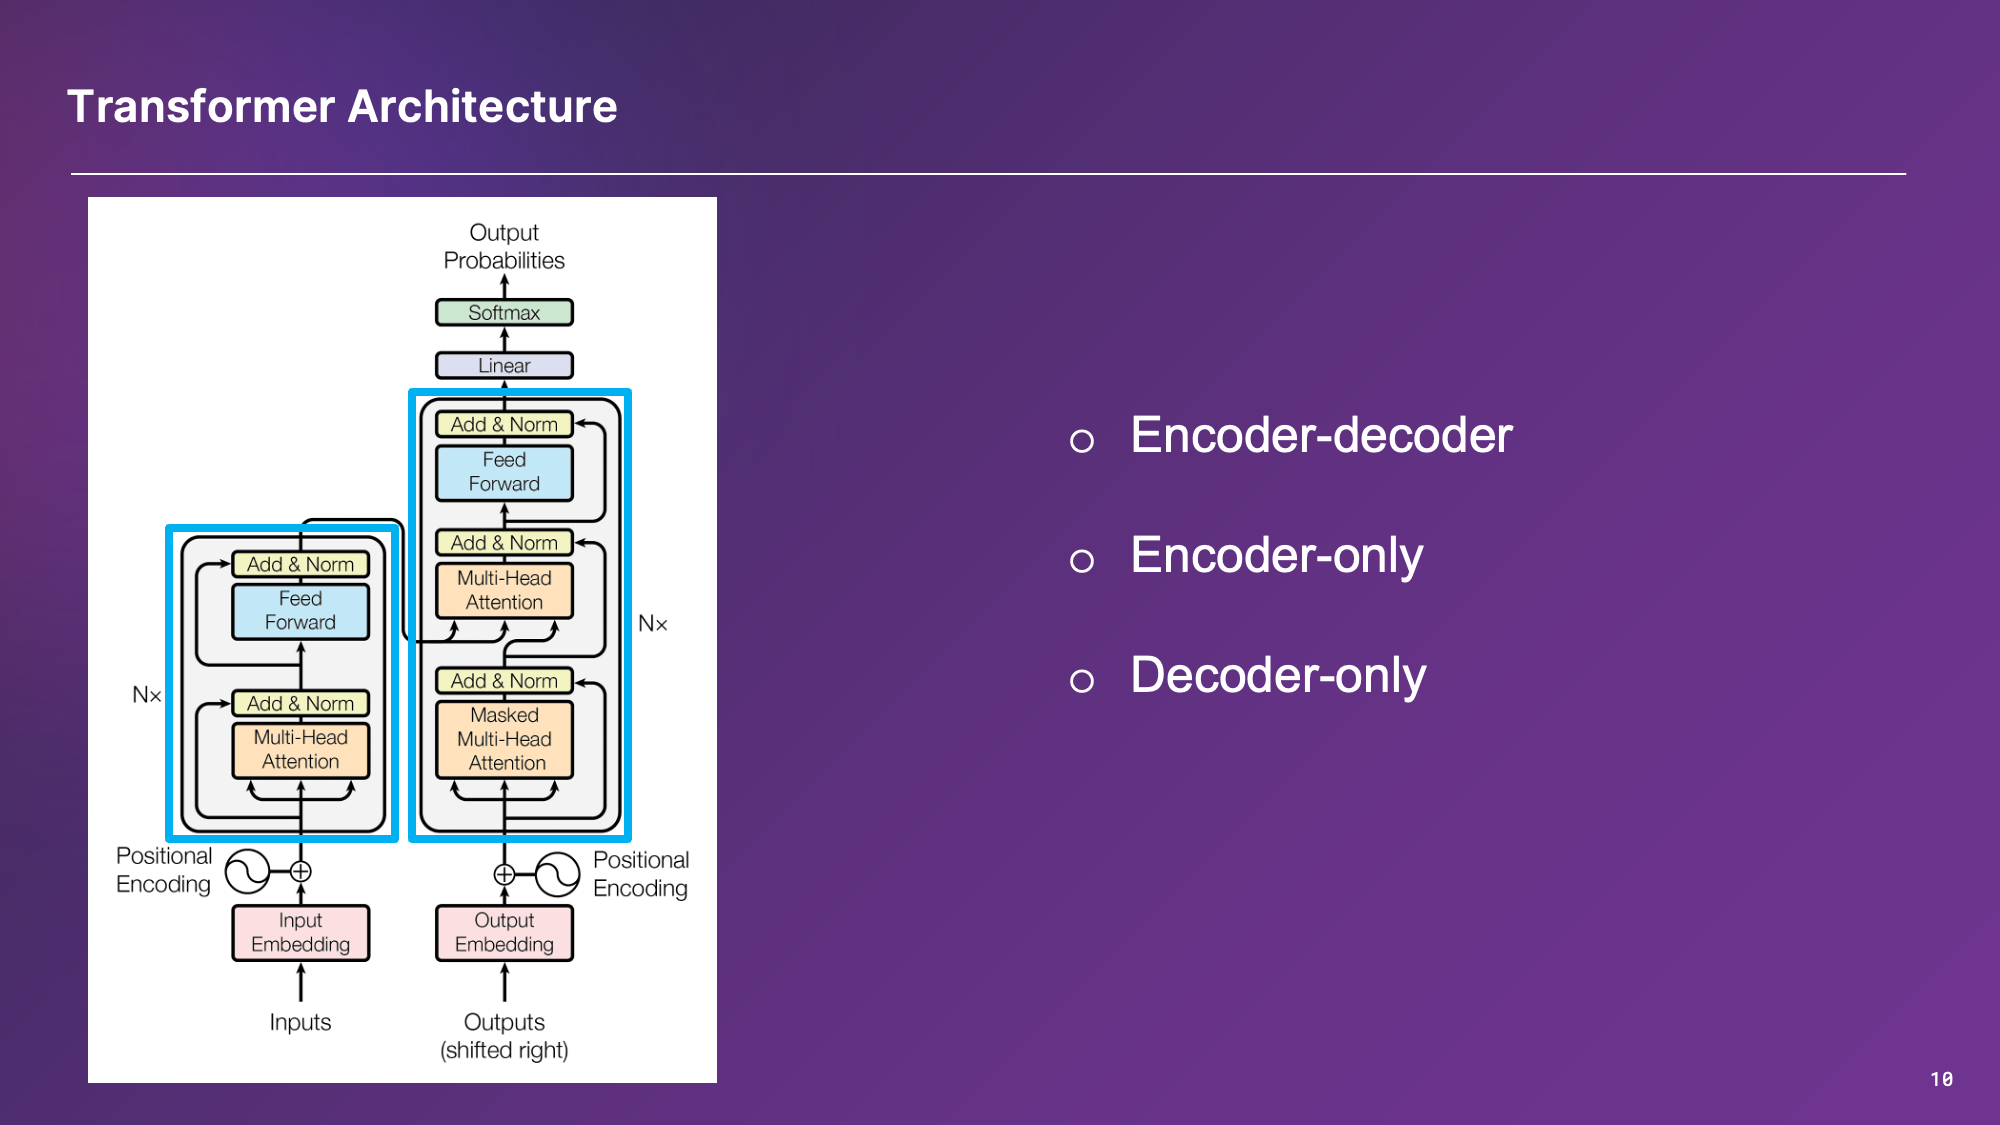 Transformer Architecture
Output
Probabilities
Softmax
Linear
Add & Norm
Feed
Forward
Add & Norm
Multi-Head
Attention
Nx
Add & Norm
Masked
Multi-Head
Attention
Add & Norm
Feed
Forward
Nx
Add & Norm
Multi-Head
Attention
Positional
Encoding
Positional
Encoding
Input
Embedding
Output
Embedding
Inputs
Outputs
(shifted right)
Encoder-decoder
Encoder-only
Decoder-only
10